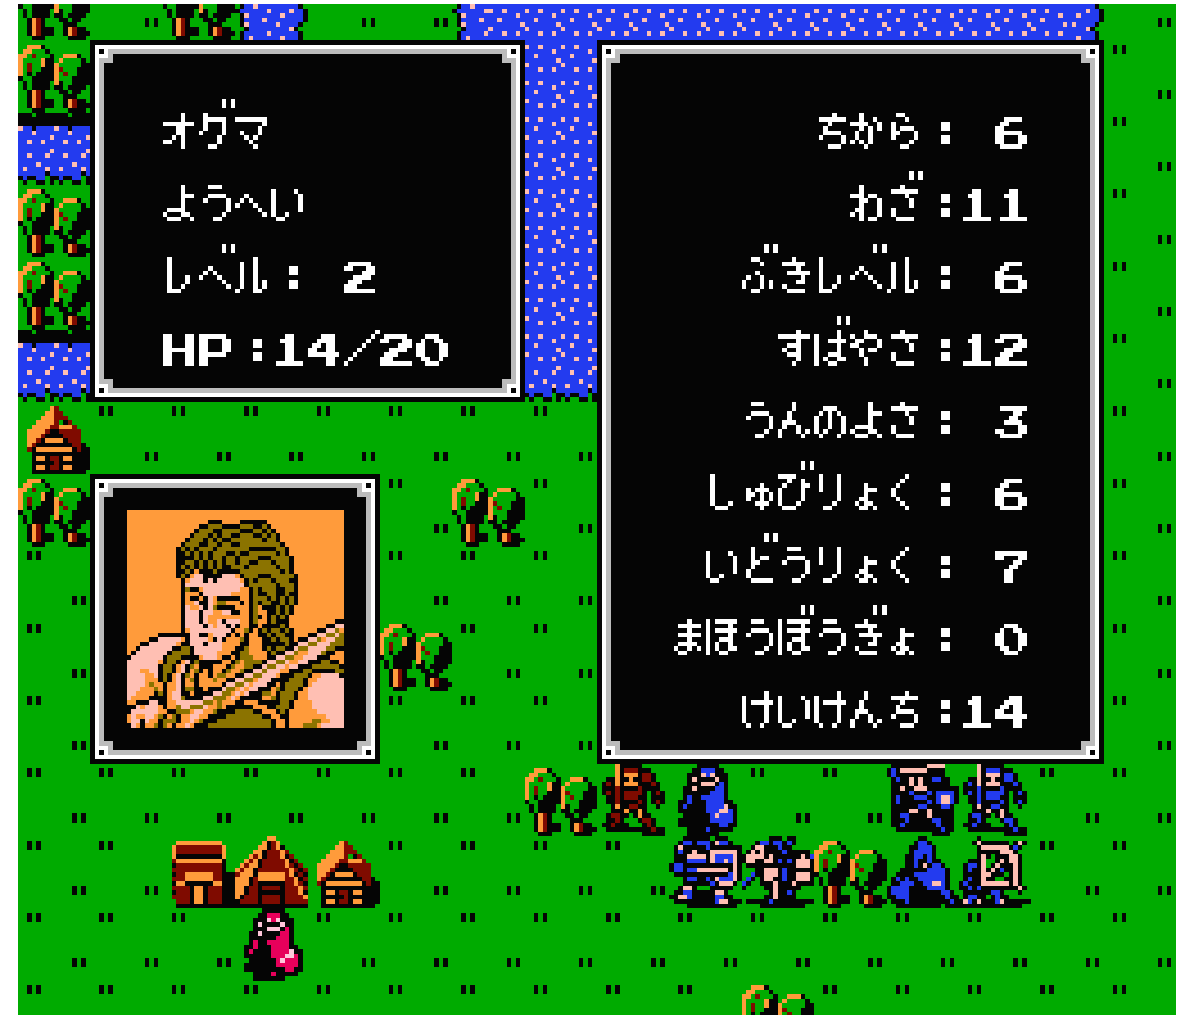 オグマ
ようへい
レベル: 2
HP:14/20
ちから: 6
わざ:11
ぶきレベル: 6
すばやさ:12
うんのよさ: 3
しゅびりょく: 6
いどうりょく: 7
まほうぼうぎょ: 0
けいけんち:14